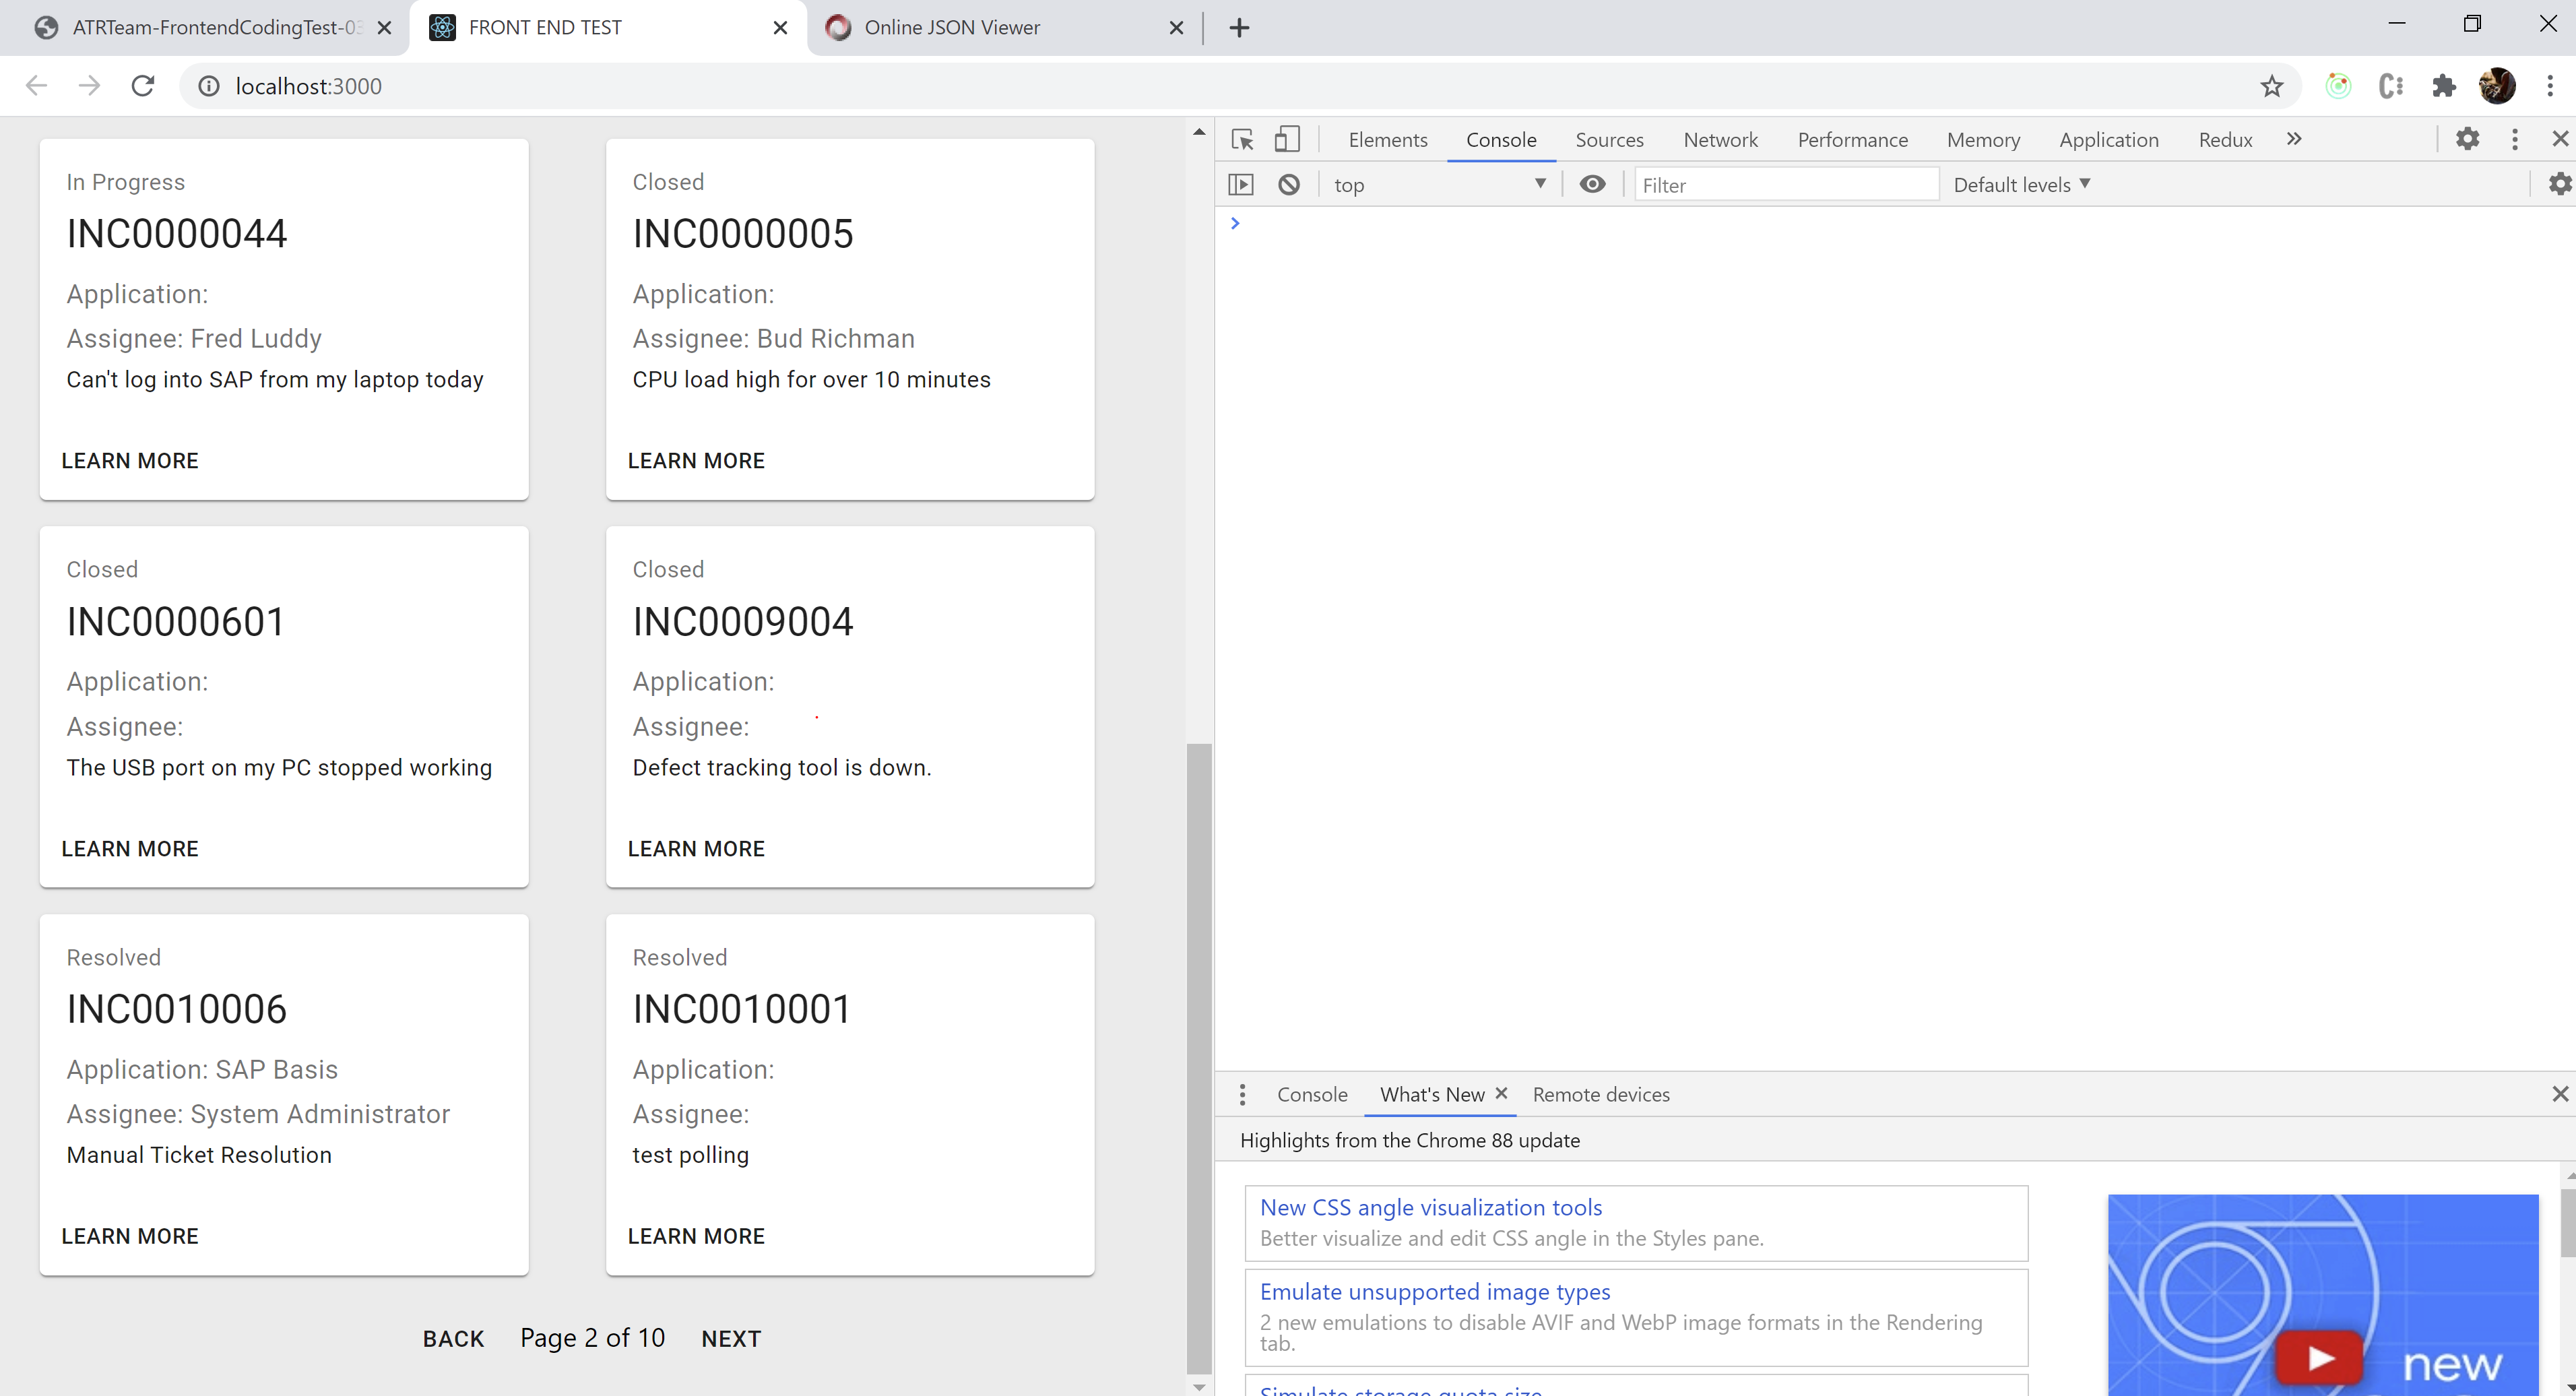 ATRTeam-FrontendCodingTest-03
FRONT END TEST
Online JSON Viewer
localhost:3000
In Progress
INC0000044
Application:
Assignee: Fred Luddy
Can't log into SAP from my laptop today
LEARN MORE
Closed
INC0000005
Application:
Assignee: Bud Richman
CPU load high for over 10 minutes
LEARN MORE
Closed
INC0000601
Application:
Assignee:
The USB port on my PC stopped working
LEARN MORE
Closed
INC0009004
Application:
Assignee:
Defect tracking tool is down.
LEARN MORE
Resolved
INC0010006
Application: SAP Basis
Assignee: System Administrator
Manual Ticket Resolution
LEARN MORE
Resolved
INC0010001
Application:
Assignee:
test polling
LEARN MORE
BACK Page 2 of 10 NEXT
Elements Console Sources Network Performance Memory Application Redux
top Filter Default levels
Console What's New Remote devices
Highlights from the Chrome 88 update
New CSS angle visualization tools
Better visualize and edit CSS angle in the Styles pane.
Emulate unsupported image types
2 new emulations to disable AVIF and WebP image formats in the Rendering
tab.
Simulate storage quota size
new